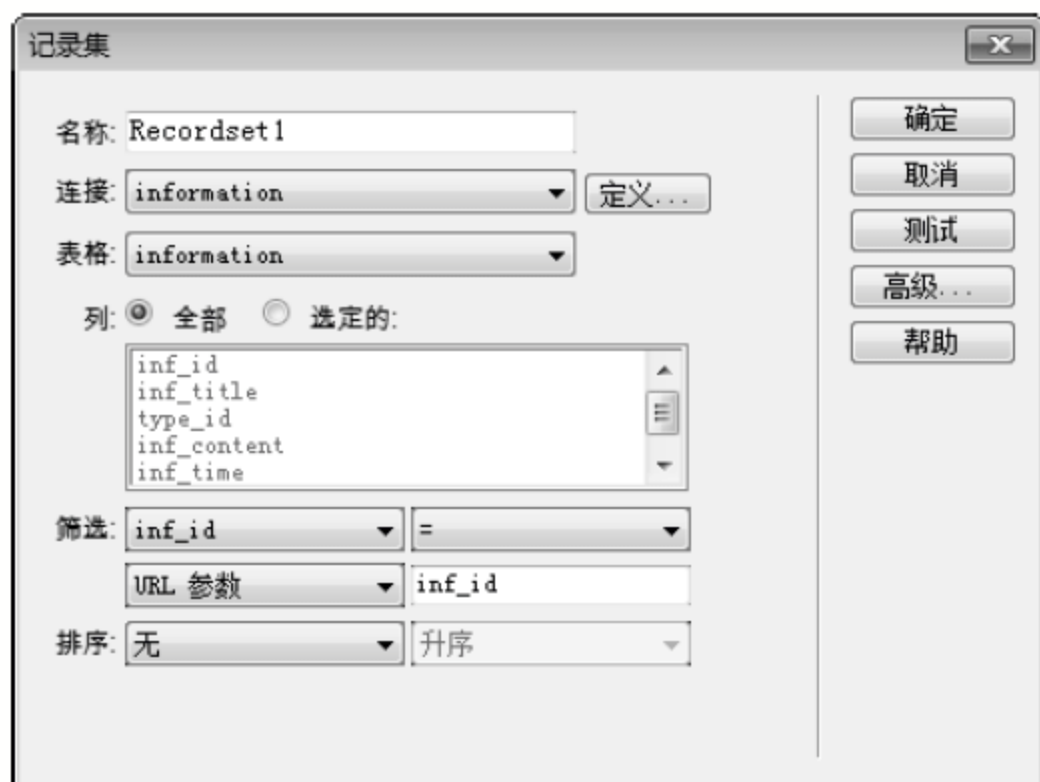 记录集
名称: Recordset1
确定
连接: information 定义...
取消
表格: information
测试
列: 全部 选定的:
高级...
帮助
inf_id
inf_title
type_id
inf_content
inf_time
筛选: inf_id =
URL 参数 inf_id
排序: 无 升序